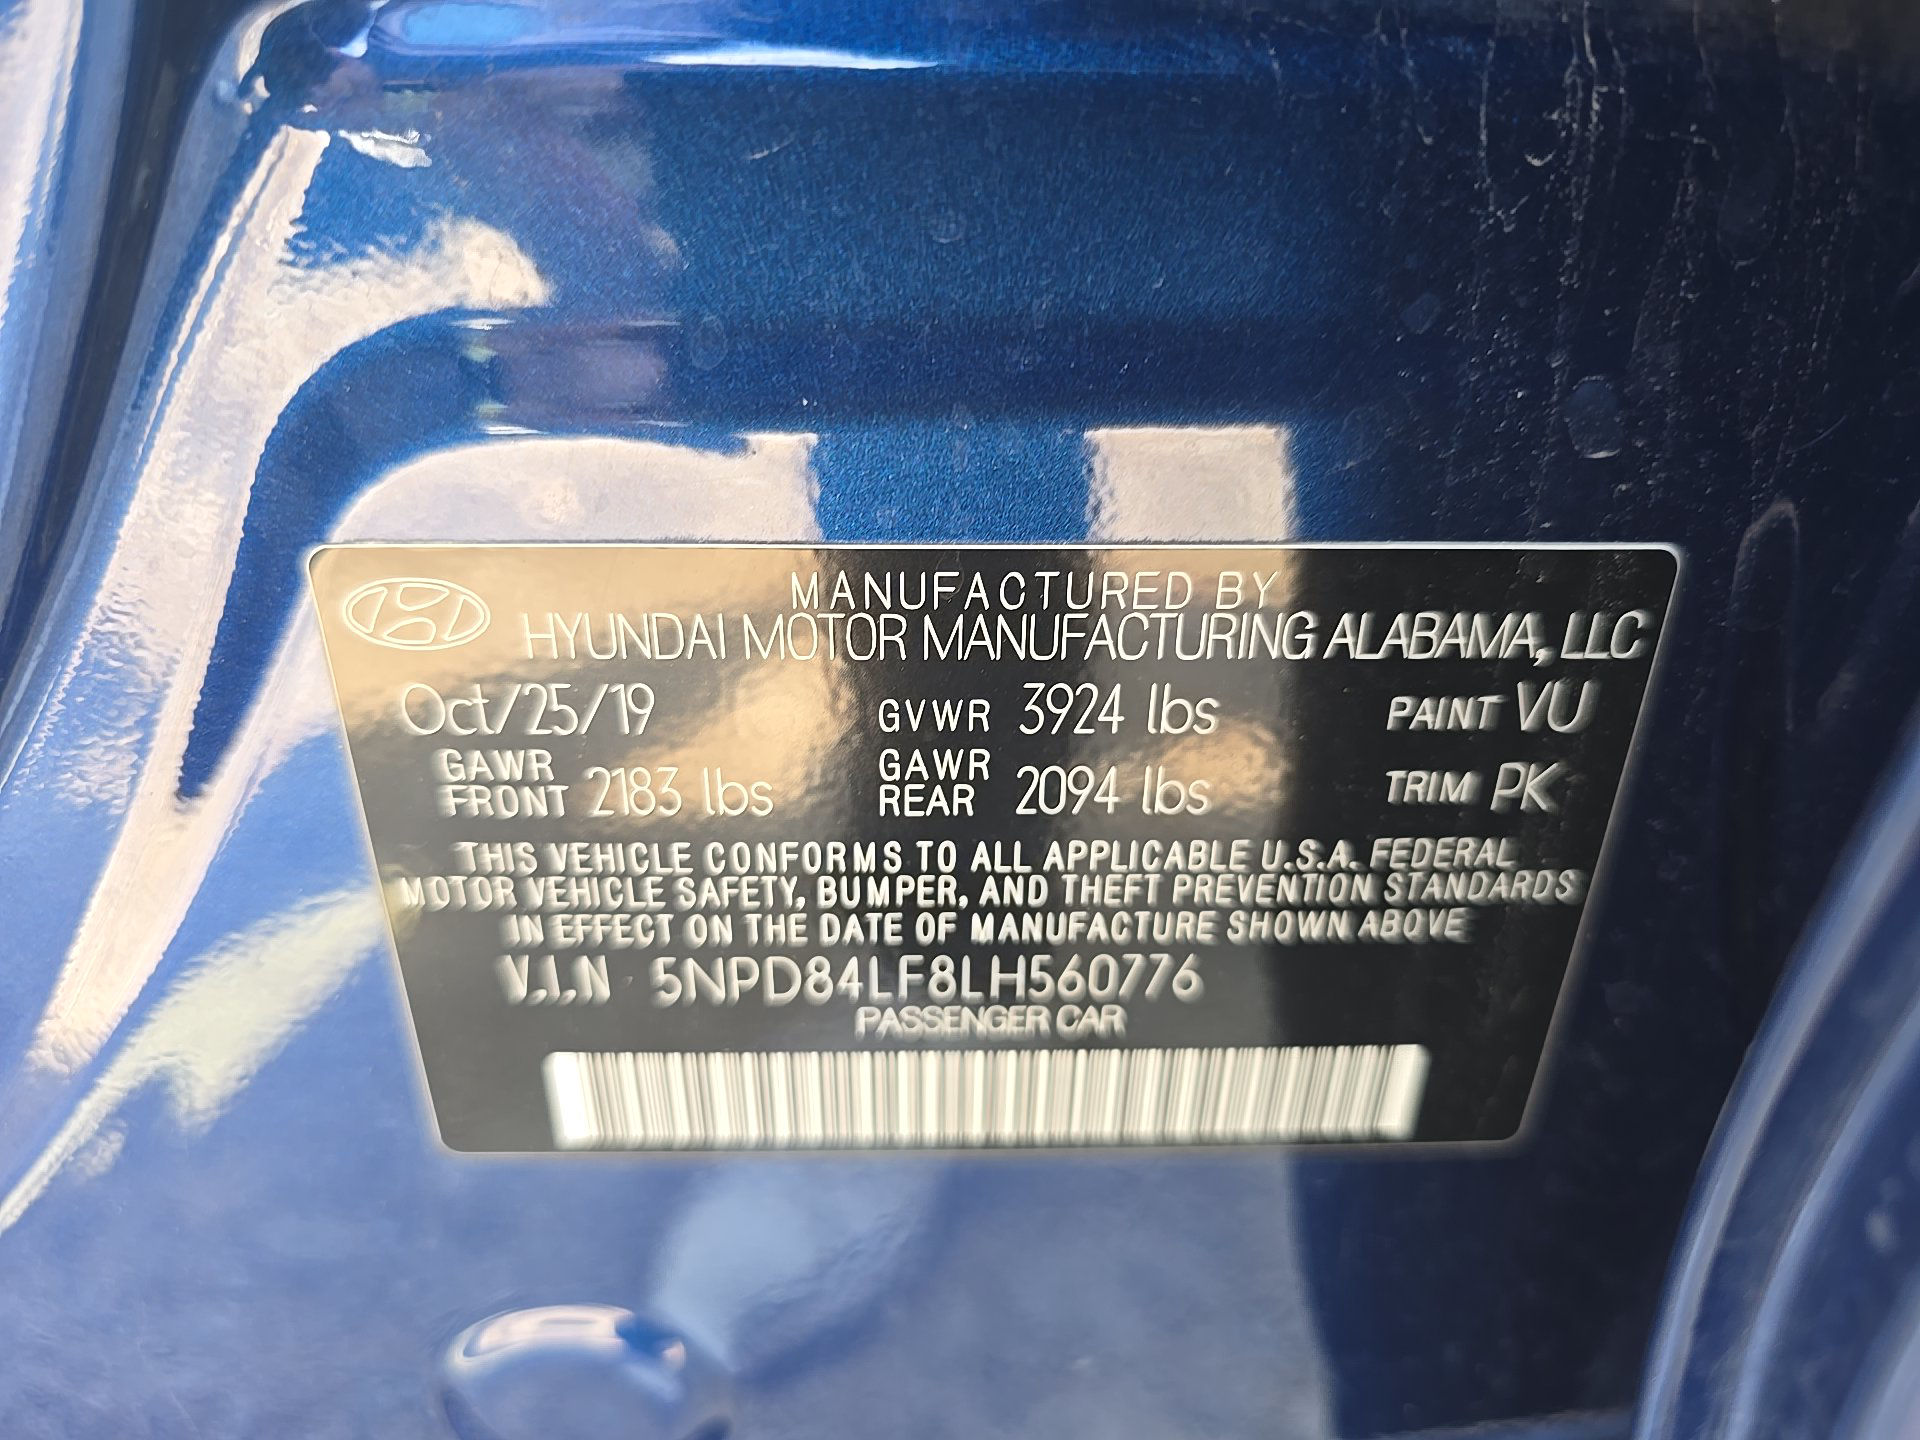 MANUFACTURED BY
HYUNDAI MOTOR MANUFACTURING ALABAMA, LLC
Oct/25/19 GVWR 3924 lbs PAINT VU
GAWR FRONT 2183 lbs GAWR REAR 2094 lbs TRIM PK
THIS VEHICLE CONFORMS TO ALL APPLICABLE U.S.A. FEDERAL
MOTOR VEHICLE SAFETY, BUMPER, AND THEFT PREVENTION STANDARDS
IN EFFECT ON THE DATE OF MANUFACTURE SHOWN ABOVE
V.I.N 5NPD84LF8LH560776
PASSENGER CAR